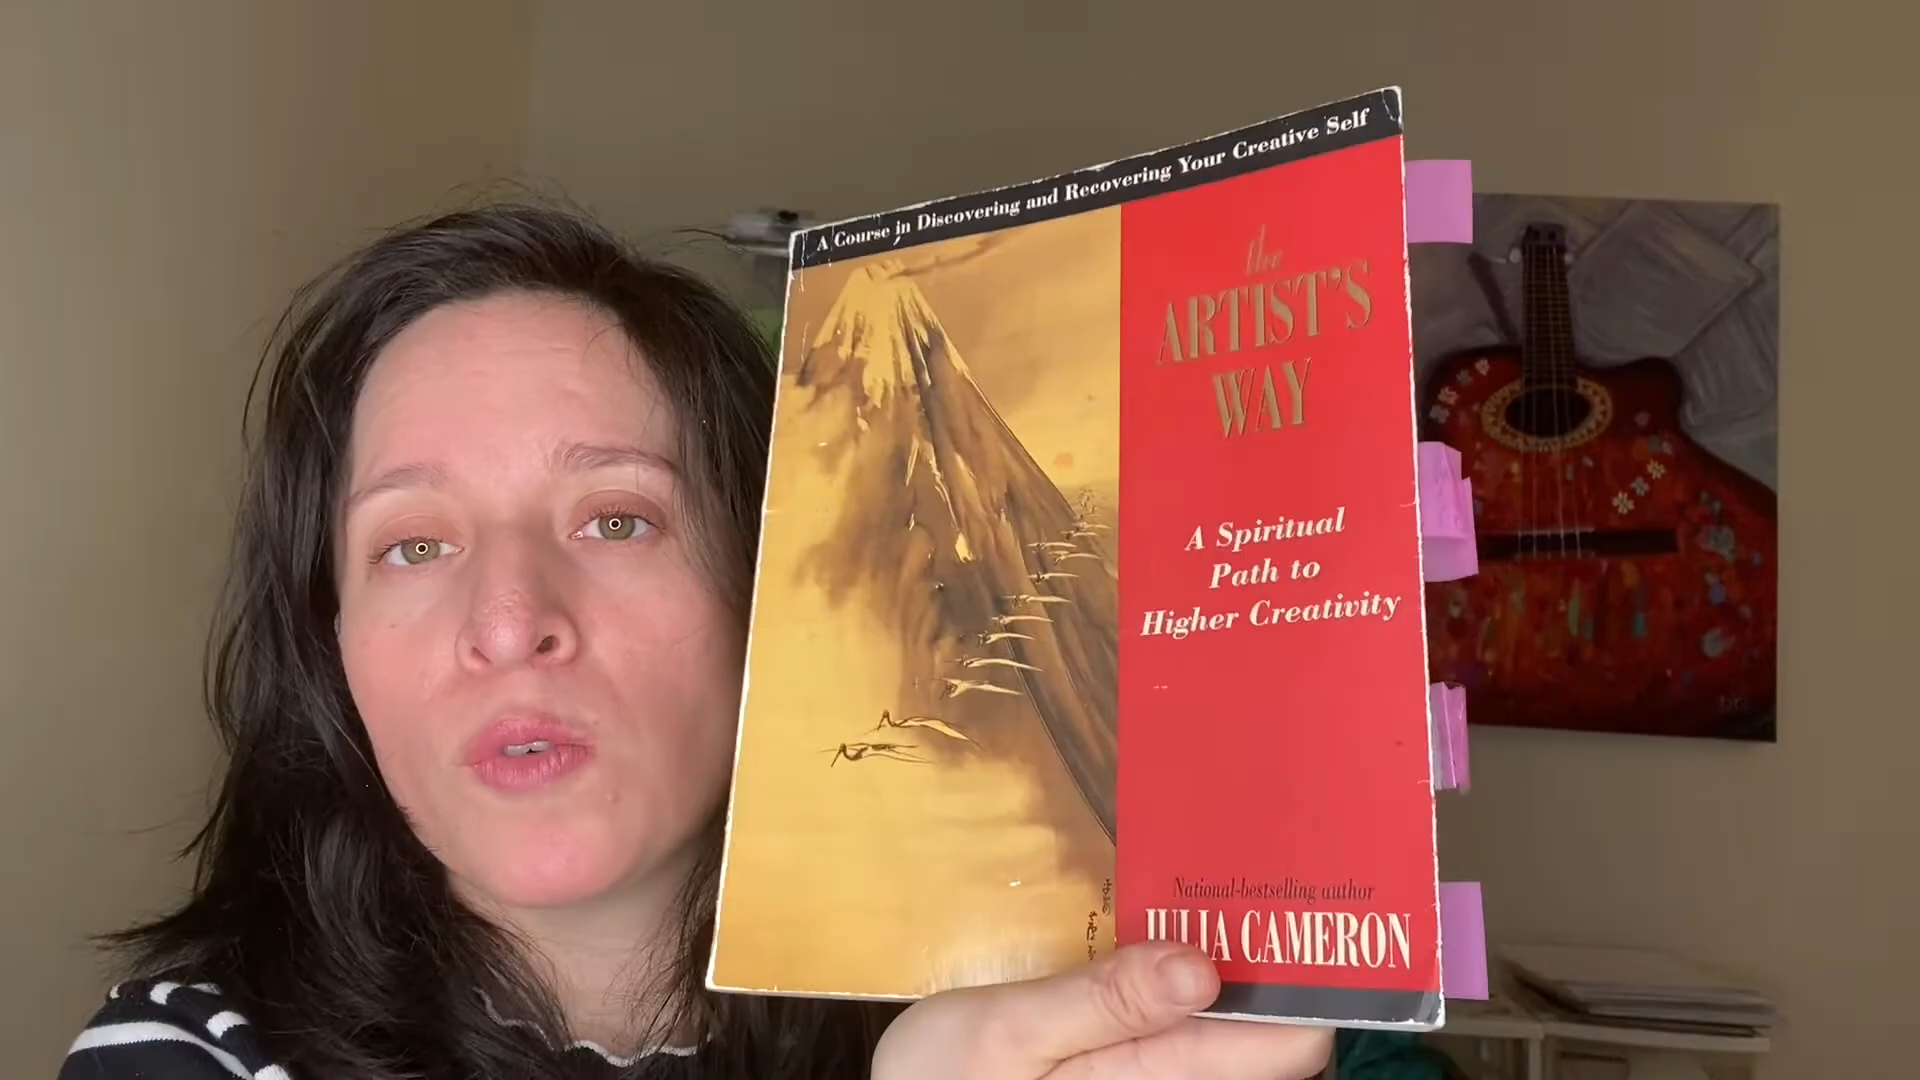 A Course in Discovering and Recovering Your Creative Self
the
ARTIST'S
WAY
A Spiritual
Path to
Higher Creativity
National-bestselling author
JULIA CAMERON